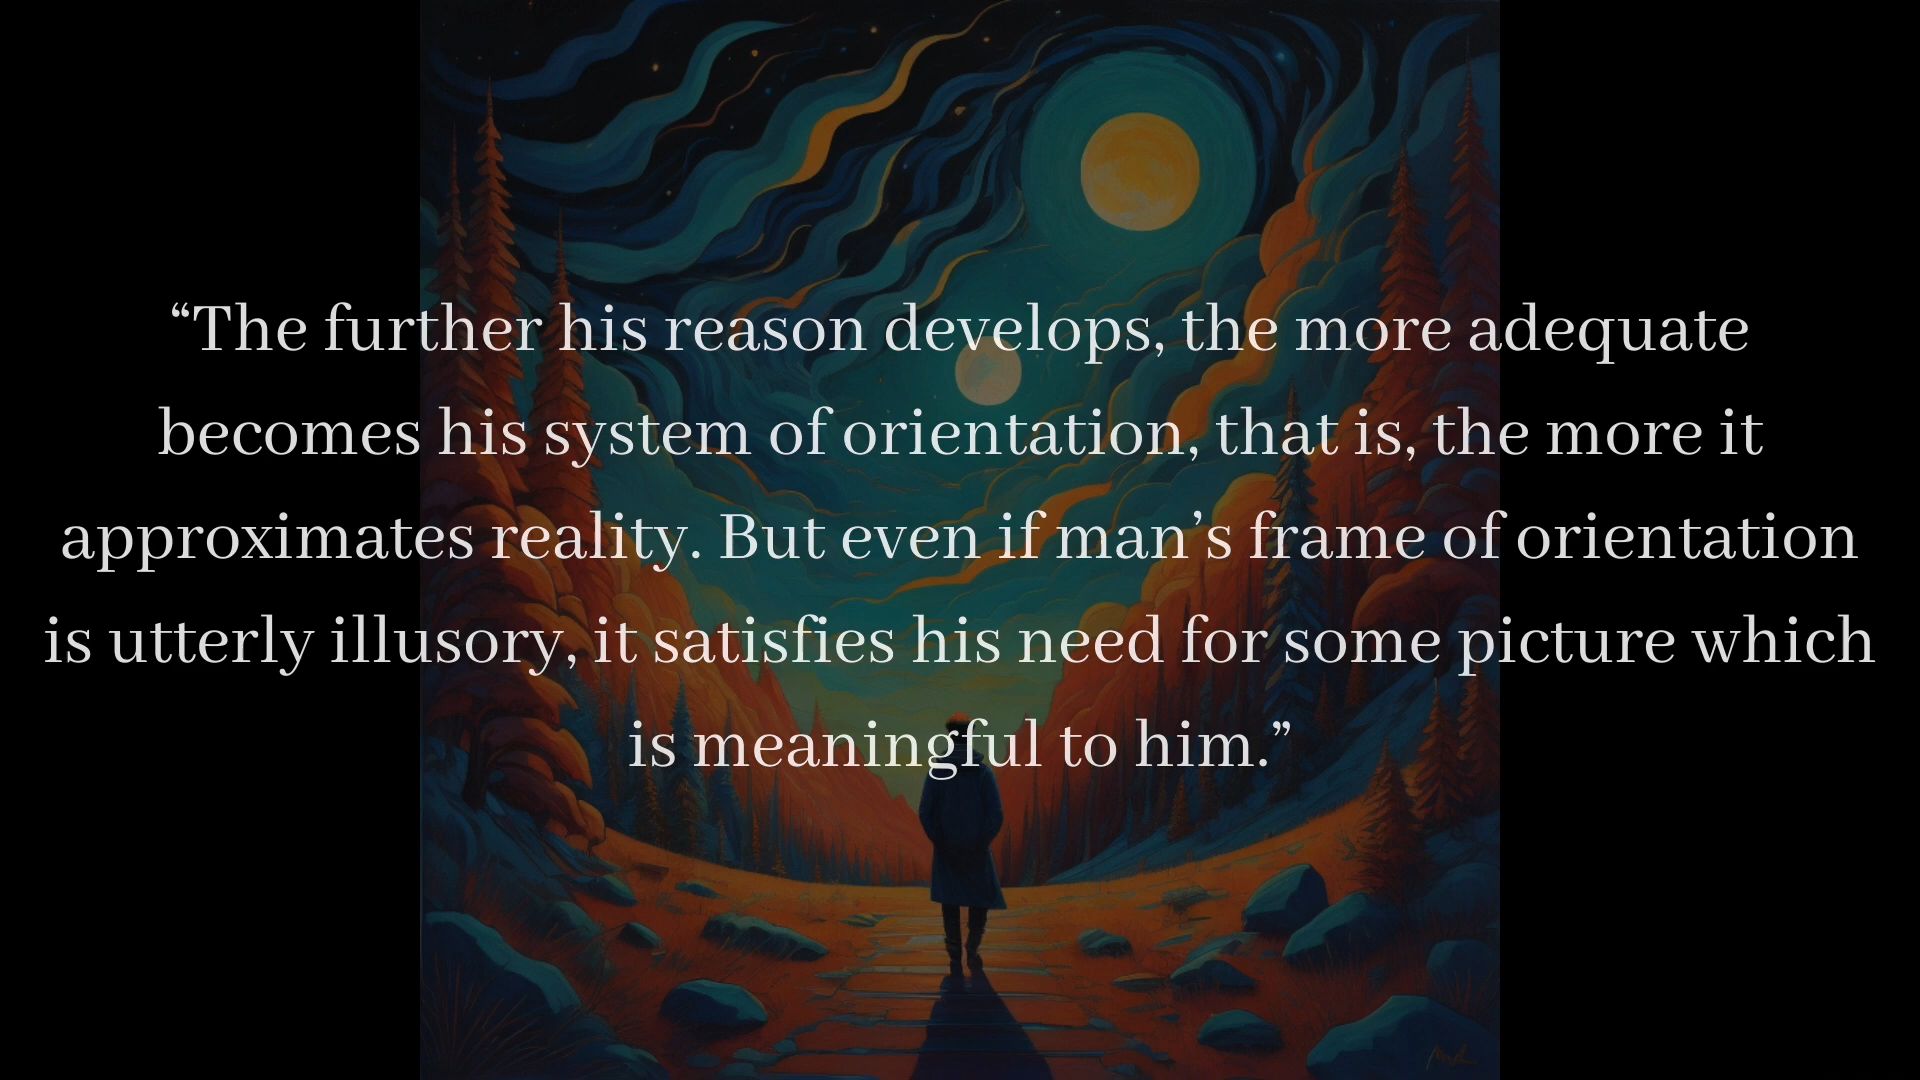 “The further his reason develops, the more adequate
becomes his system of orientation, that is, the more it
approximates reality. But even if man’s frame of orientation
is utterly illusory, it satisfies his need for some picture which
is meaningful to him.”